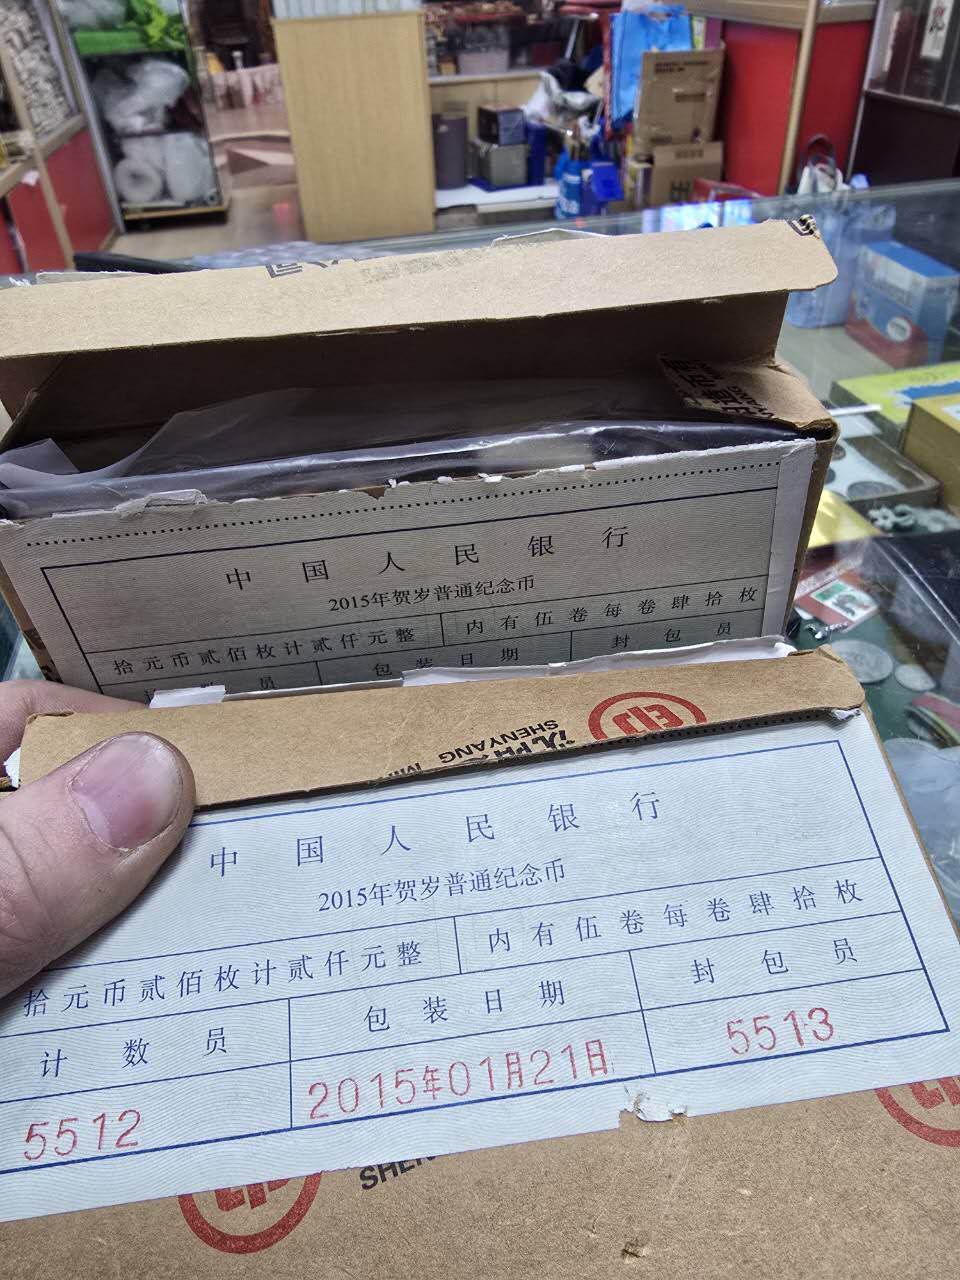 中国人民银行
2015年贺岁普通纪念币
拾元币贰佰枚计贰仟元整 内有伍卷每卷肆拾枚
员 包装日期 封包员
SHENYANG
中国人民银行
2015年贺岁普通纪念币
拾元币贰佰枚计贰仟元整 内有伍卷每卷肆拾枚
计数员 包装日期 封包员
5512 2015年01月21日 5513
SHEN